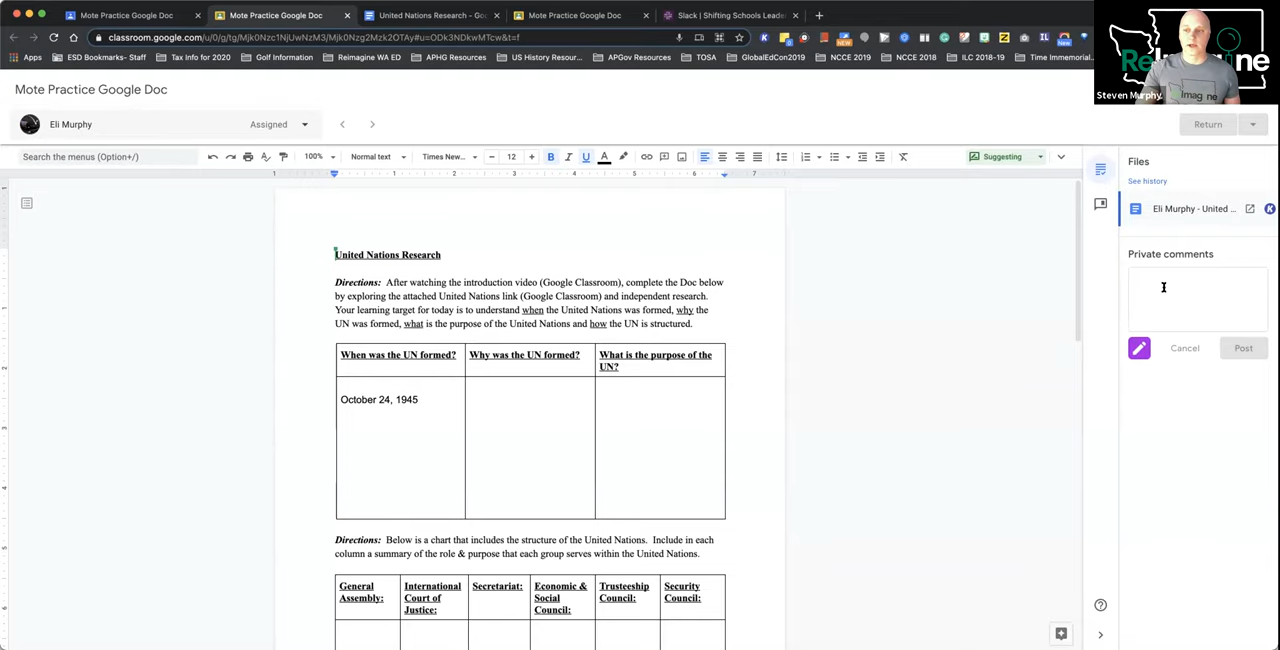 Mote Practice Google Doc
Mote Practice Google Doc
United Nations Research - Goo
Mote Practice Google Doc
Slack | Shifting Schools Leade
classroom.google.com/u/0/g/tg/Mjk0Nzc1NjUwNzM3/Mjk0Nzg2Mzk2OTAy#u=ODk3NDkwMTcw&t=f
Apps
ESD Bookmarks- Staff
Tax Info for 2020
Golf Information
Reimagine WA ED
APHG Resources
US History Resour...
APGov Resources
TOSA
GlobalEdCon2019
NCCE 2019
NCCE 2018
ILC 2018-19
Time Immemorial...
Steven Murphy
Mote Practice Google Doc
Eli Murphy
Assigned
Return
Search the menus (Option+/)
100%
Normal text
Times New...
12
Suggesting
United Nations Research
Directions: After watching the introduction video (Google Classroom), complete the Doc below
by exploring the attached United Nations link (Google Classroom) and independent research.
Your learning target for today is to understand when the United Nations was formed, why the
UN was formed, what is the purpose of the United Nations and how the UN is structured.
When was the UN formed?
Why was the UN formed?
What is the purpose of the
UN?
October 24, 1945
Directions: Below is a chart that includes the structure of the United Nations. Include in each
column a summary of the role & purpose that each group serves within the United Nations.
General
Assembly:
International
Court of
Justice:
Secretariat:
Economic &
Social
Council:
Trusteeship
Council:
Security
Council:
Files
See history
Eli Murphy - United ...
Private comments
Cancel
Post